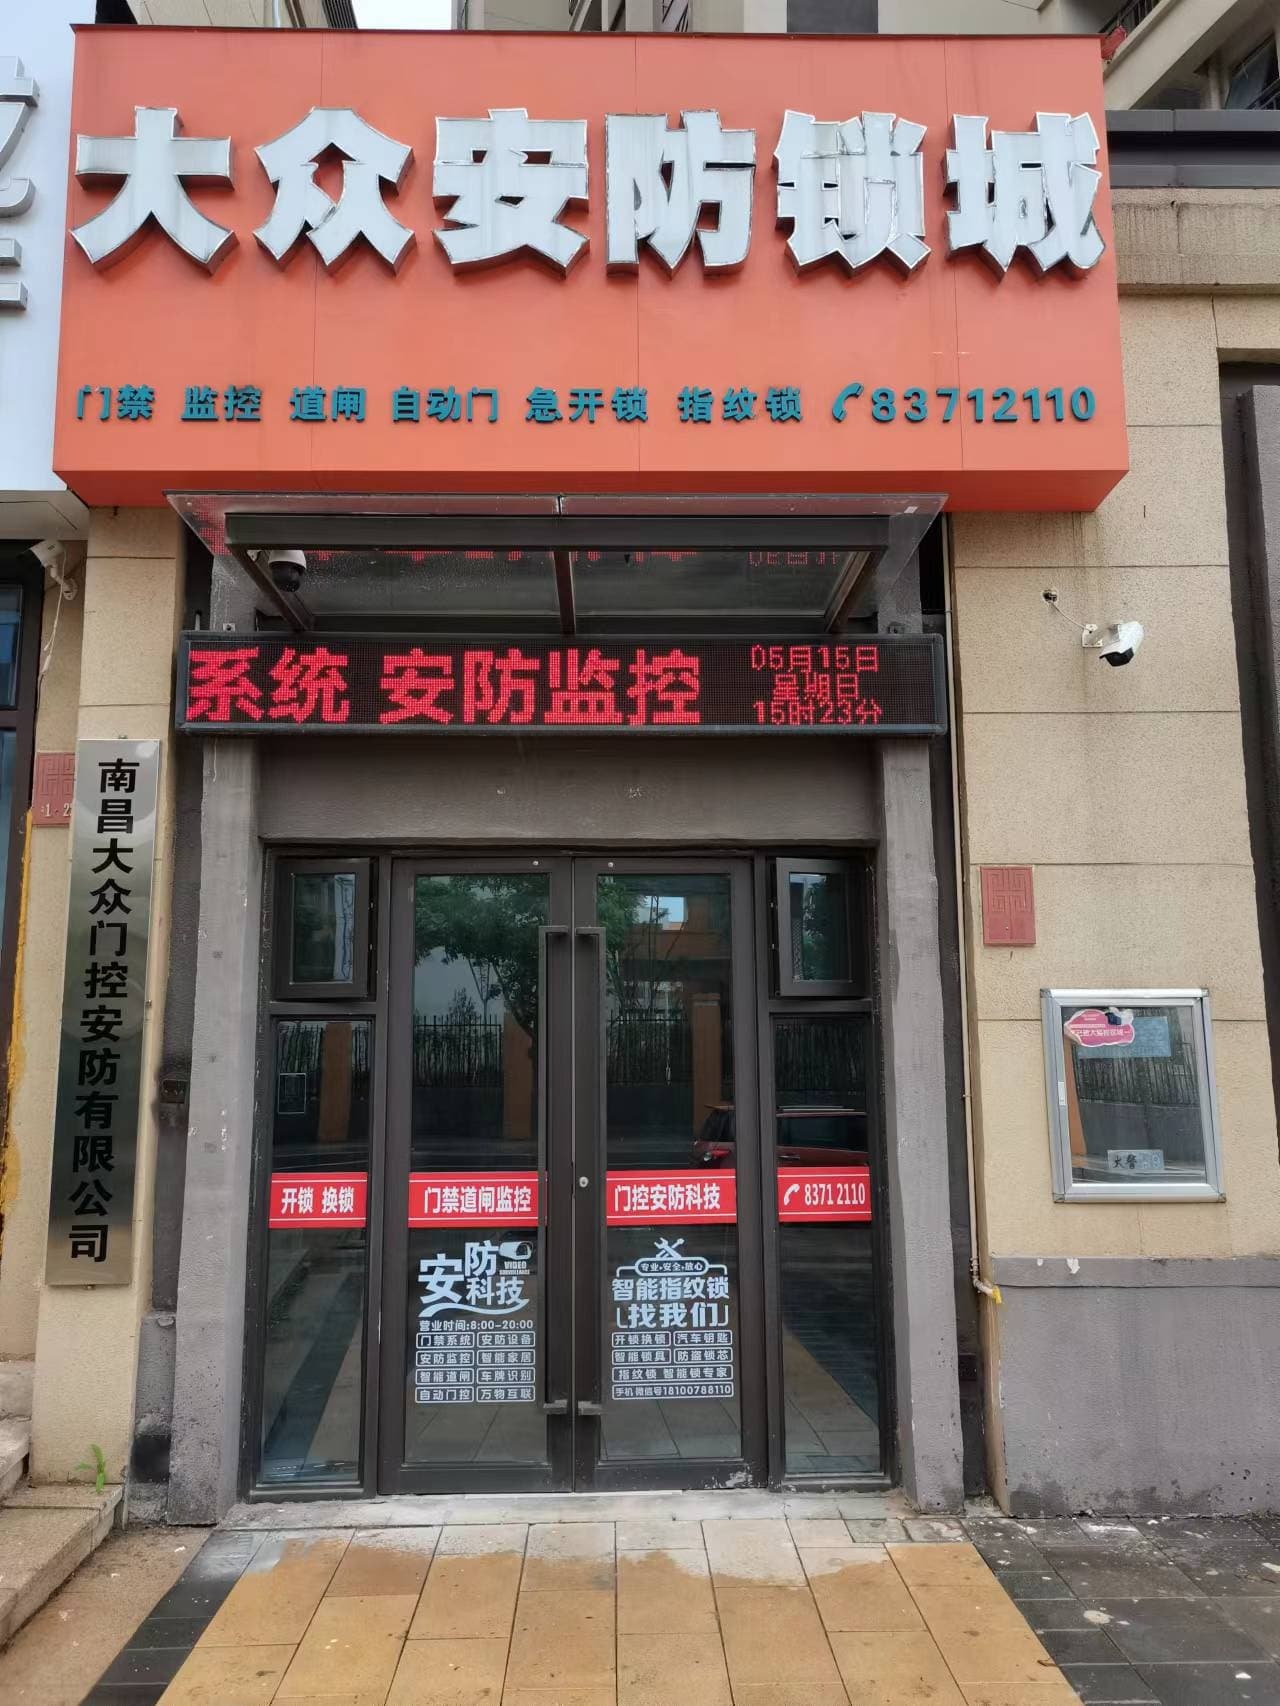 大众安防锁城
门禁 监控 道闸 自动门 急开锁 指纹锁 83712110
系统 安防监控
05月15日
星期日
15时23分
南昌大众门控安防有限公司
开锁 换锁
门禁道闸监控
门控安防科技
8371 2110
安防科技
VIDEO
SURVEILLANCE
营业时间:8:00-20:00
门禁系统 安防设备
安防监控 智能家居
智能道闸 车牌识别
自动门控 万物互联
专业+安全+放心
智能指纹锁
找我们
开锁换锁 汽车钥匙
智能锁具 防盗锁芯
指纹锁 智能锁专家
手机 微信号18100788110